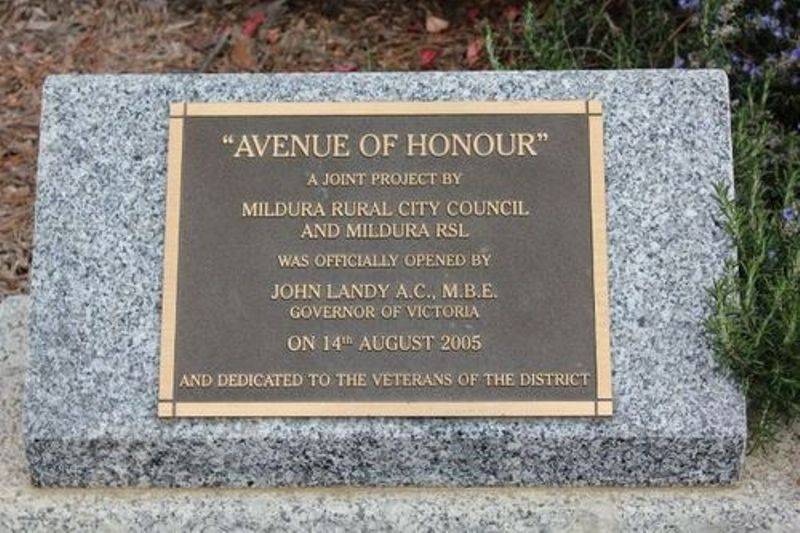 “AVENUE OF HONOUR”
A JOINT PROJECT BY
MILDURA RURAL CITY COUNCIL
AND MILDURA RSL
WAS OFFICIALLY OPENED BY
JOHN LANDY A.C., M.B.E.
GOVERNOR OF VICTORIA
ON 14th AUGUST 2005
AND DEDICATED TO THE VETERANS OF THE DISTRICT